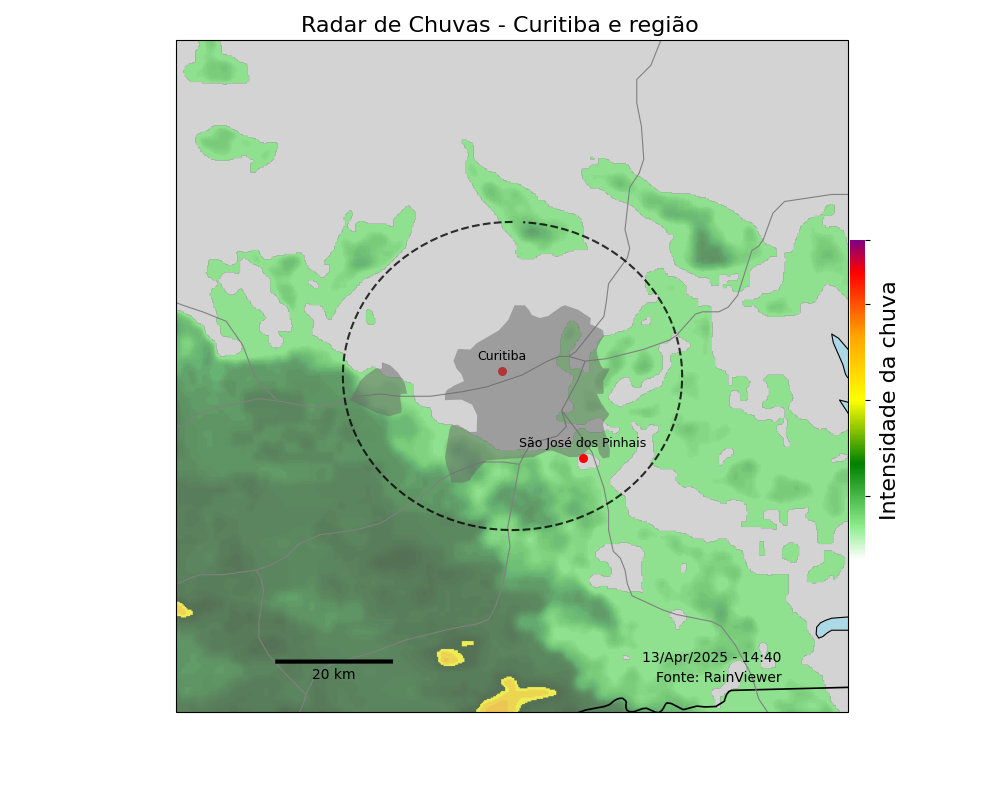 Radar de Chuvas - Curitiba e região
Curitiba
São José dos Pinhais
Intensidade da chuva
13/Apr/2025 - 14:40
Fonte: RainViewer
20 km